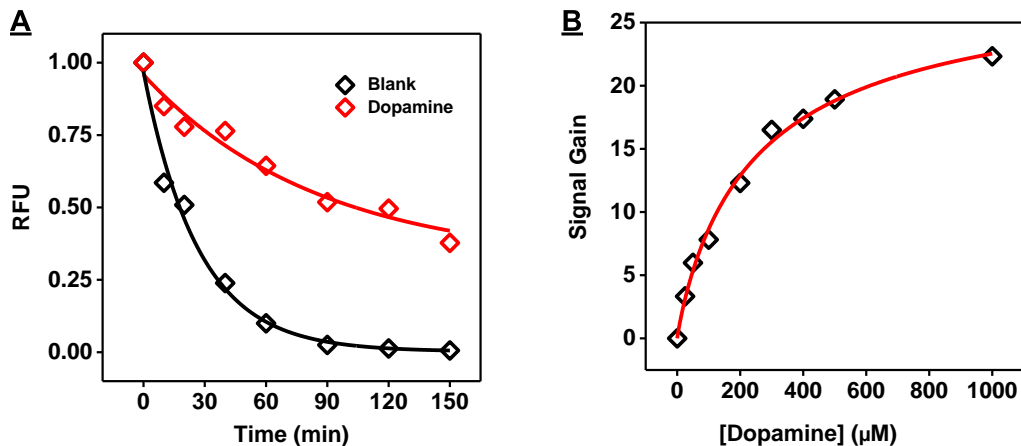 A
1.00
0.75
0.50
0.25
0.00
RFU
Blank
Dopamine
0 30 60 90 120 150
Time (min)
B
25
20
15
10
5
0
Signal Gain
0 200 400 600 800 1000
[Dopamine] (µM)